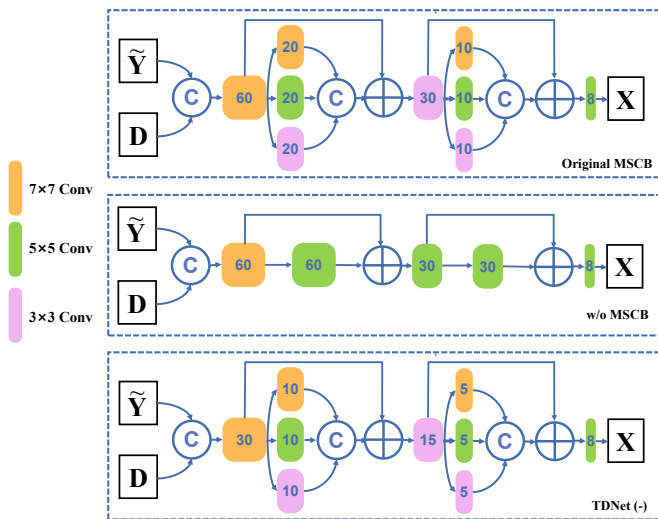 7×7 Conv
5×5 Conv
3×3 Conv
Ỹ
D
C
60
20
20
20
C
30
10
10
10
C
8
X
Original MSCB
Ỹ
D
C
60
60
30
30
8
X
w/o MSCB
Ỹ
D
C
30
10
10
10
C
15
5
5
5
C
8
X
TDNet (-)